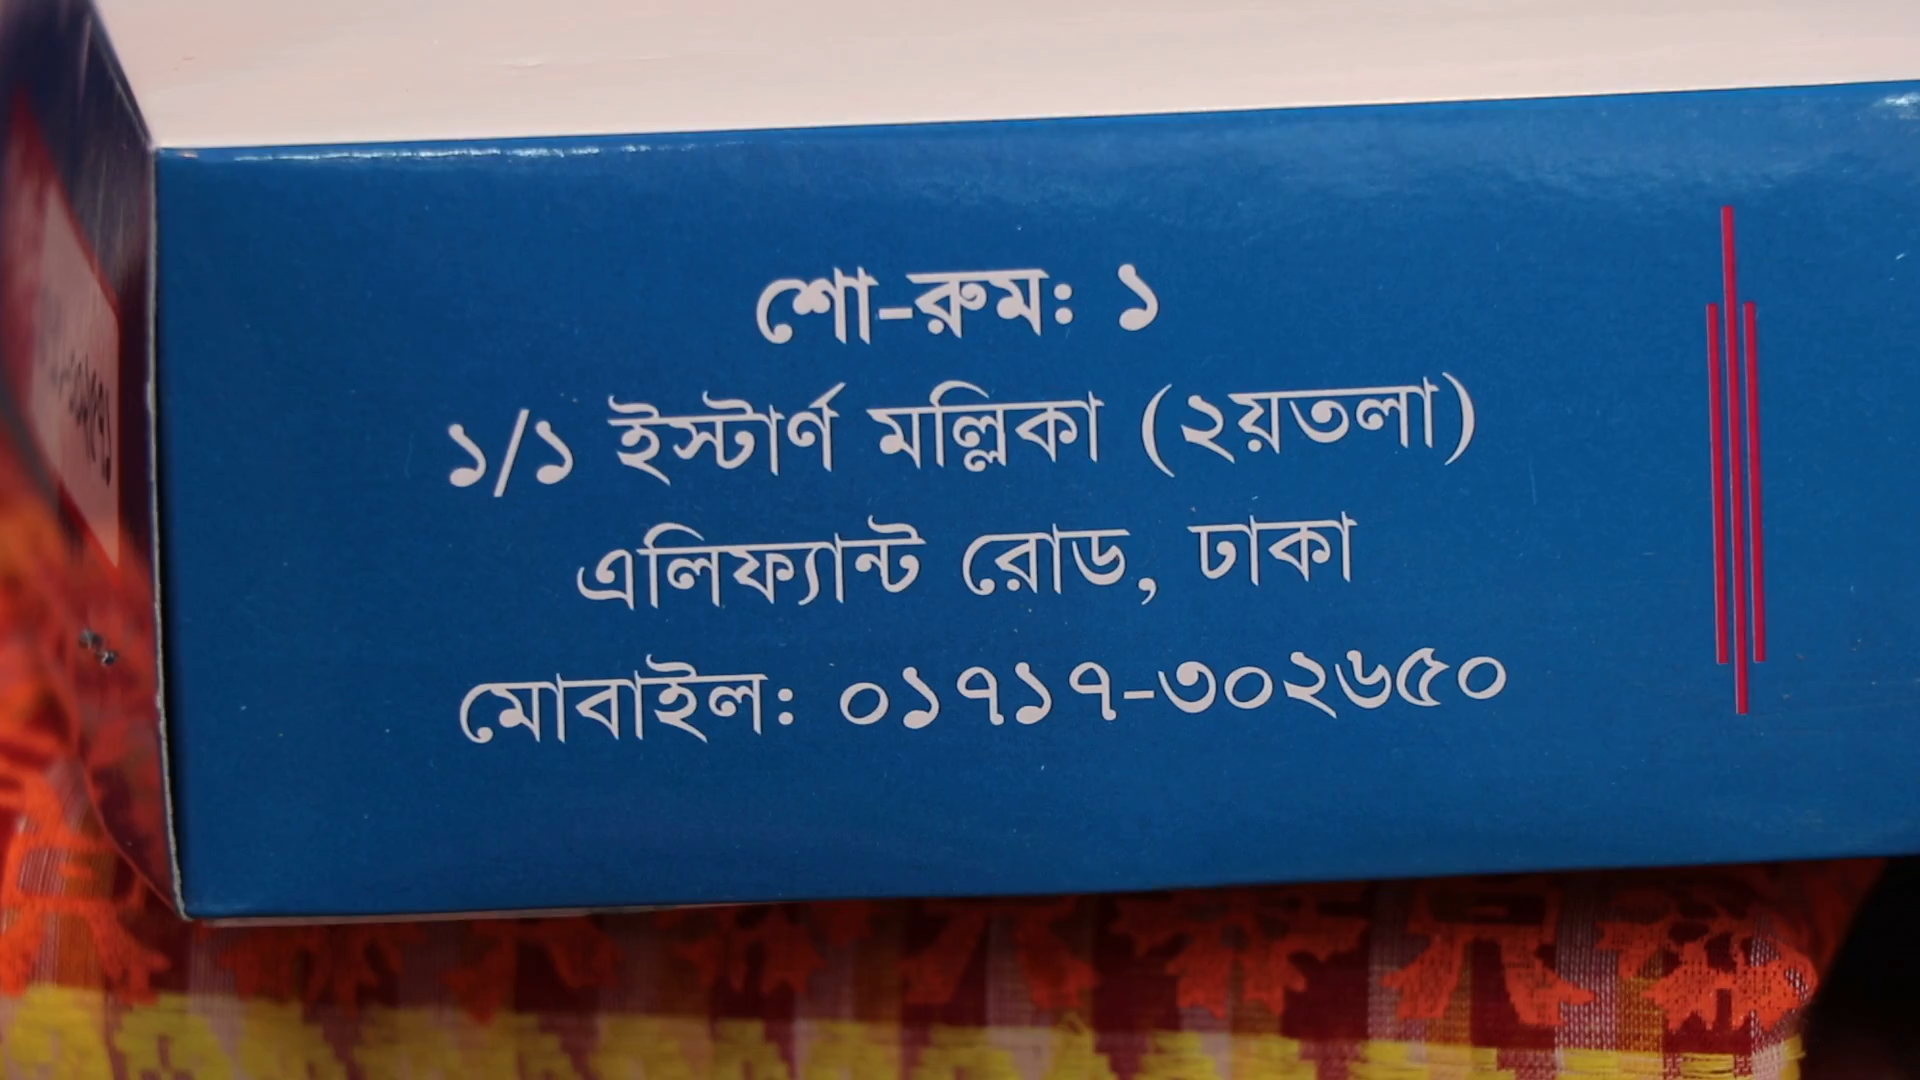 শো-রুম: ১
১/১ ইস্টার্ণ মল্লিকা (২য়তলা)
এলিফ্যান্ট রোড, ঢাকা
মোবাইল: ০১৭১৭-৩০২৬৫০